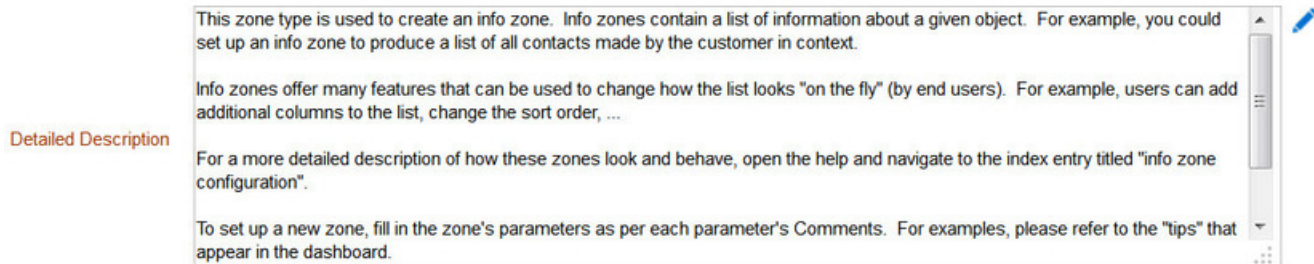 This zone type is used to create an info zone.  Info zones contain a list of information about a given object.  For example, you could
set up an info zone to produce a list of all contacts made by the customer in context.
Info zones offer many features that can be used to change how the list looks "on the fly" (by end users).  For example, users can add
additional columns to the list, change the sort order, ...
Detailed Description
For a more detailed description of how these zones look and behave, open the help and navigate to the index entry titled "info zone
configuration".
To set up a new zone, fill in the zone's parameters as per each parameter's Comments.  For examples, please refer to the "tips" that
appear in the dashboard.